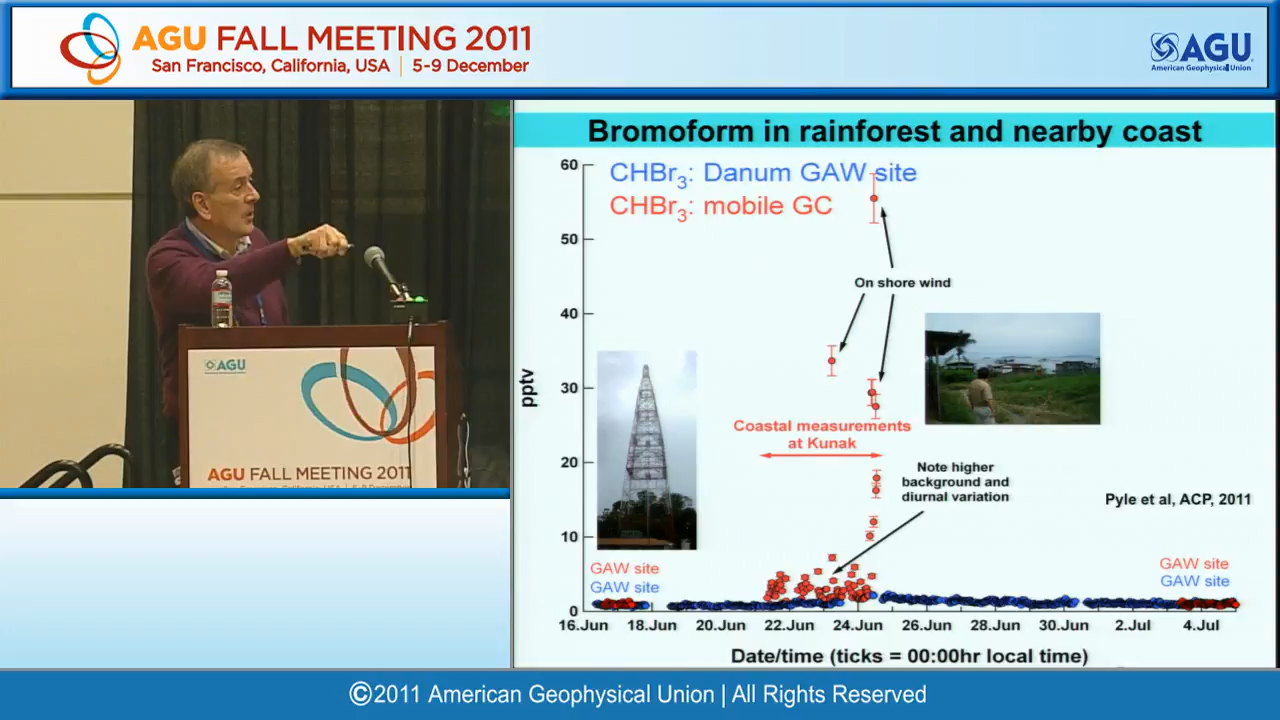 AGU FALL MEETING 2011
San Francisco, California, USA | 5-9 December
AGU
American Geophysical Union
Bromoform in rainforest and nearby coast
CHBr3: Danum GAW site
CHBr3: mobile GC
60
50
40
30
20
10
0
pptv
On shore wind
Coastal measurements
at Kunak
Note higher
background and
diurnal variation
Pyle et al, ACP, 2011
GAW site
GAW site
GAW site
GAW site
16.Jun 18.Jun 20.Jun 22.Jun 24.Jun 26.Jun 28.Jun 30.Jun 2.Jul 4.Jul
Date/time (ticks = 00:00hr local time)
AGU
AGU FALL MEETING 2011
©2011 American Geophysical Union | All Rights Reserved